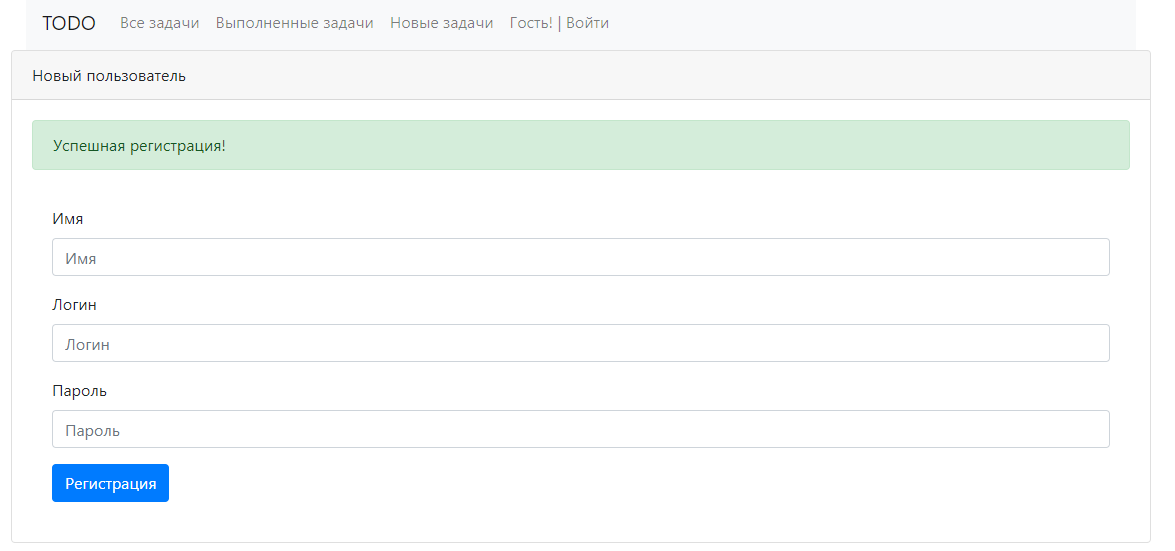 TODO Все задачи Выполненные задачи Новые задачи Гость! | Войти
Новый пользователь
Успешная регистрация!
Имя
Имя
Логин
Логин
Пароль
Пароль
Регистрация